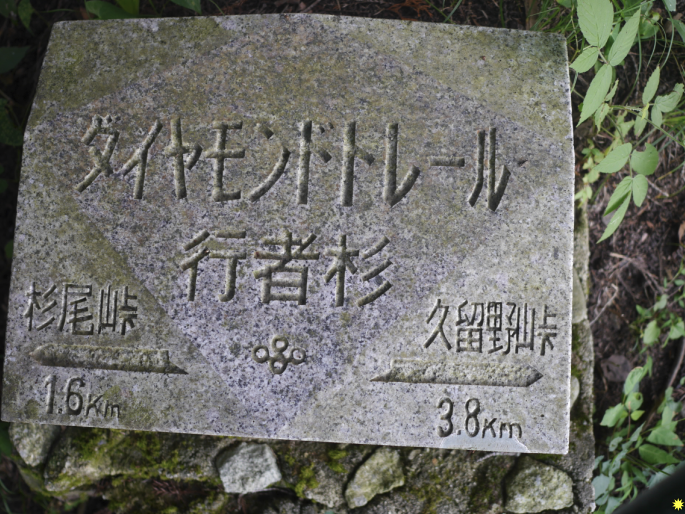 ダイヤモンドトレール
行者杉
杉尾峠
1.6Km
久留野峠
3.8Km